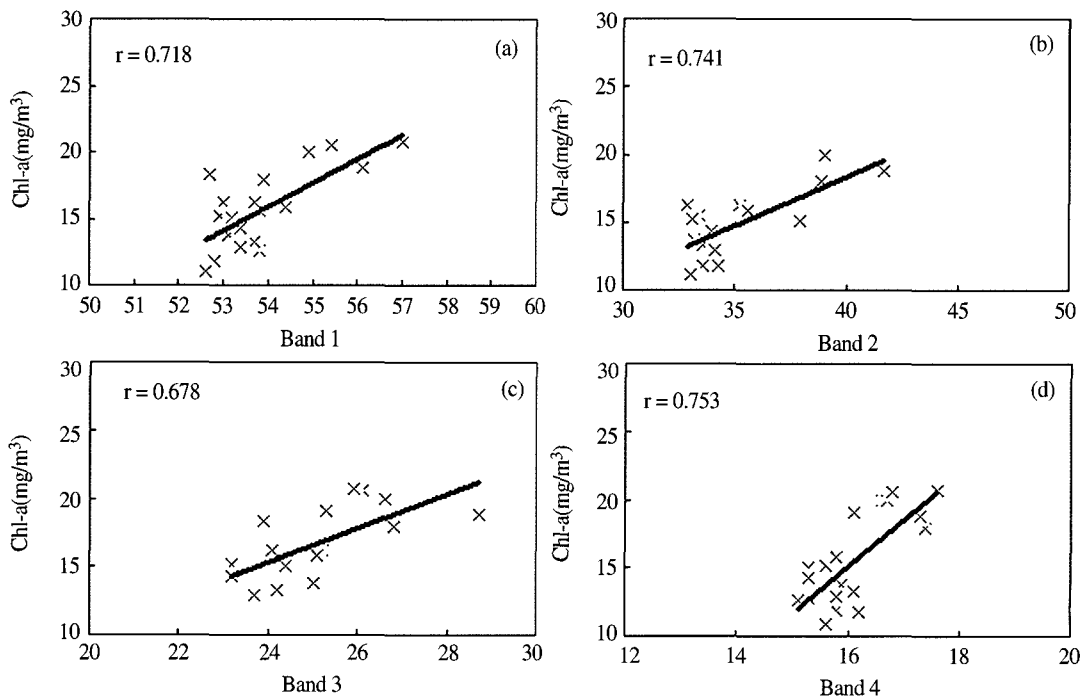 r = 0.718
(a)
Chl-a(mg/m³)
30
25
20
15
10
50 51 52 53 54 55 56 57 58 59 60
Band 1
r = 0.741
(b)
Chl-a(mg/m³)
30
25
20
15
10
30 35 40 45 50
Band 2
r = 0.678
(c)
Chl-a(mg/m³)
30
25
20
15
10
20 22 24 26 28 30
Band 3
r = 0.753
(d)
Chl-a(mg/m³)
30
25
20
15
10
12 14 16 18 20
Band 4